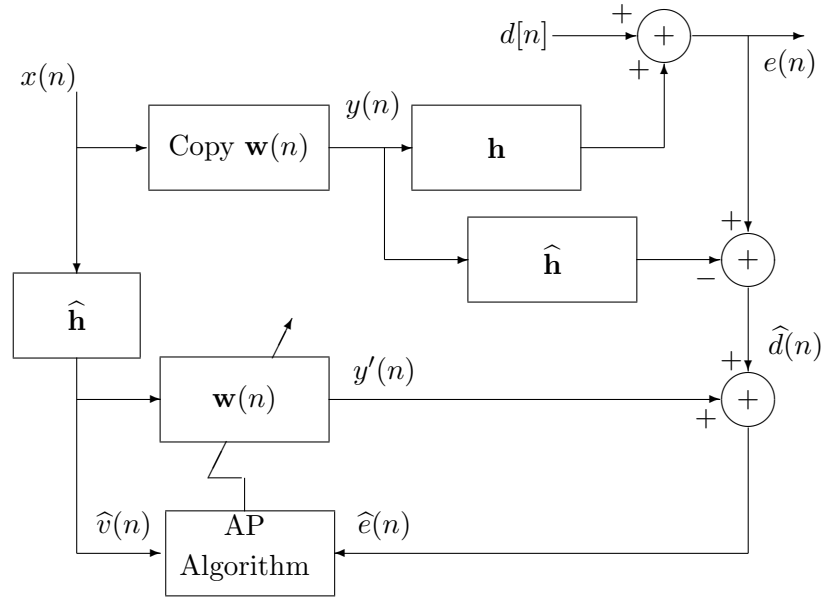 +
d[n]
+
+
e(n)
x(n)
y(n)
Copy w(n)
h
+
ĥ
+
−
ĥ
d̂(n)
+
y′(n)
w(n)
+
+
v̂(n)
AP
Algorithm
ê(n)